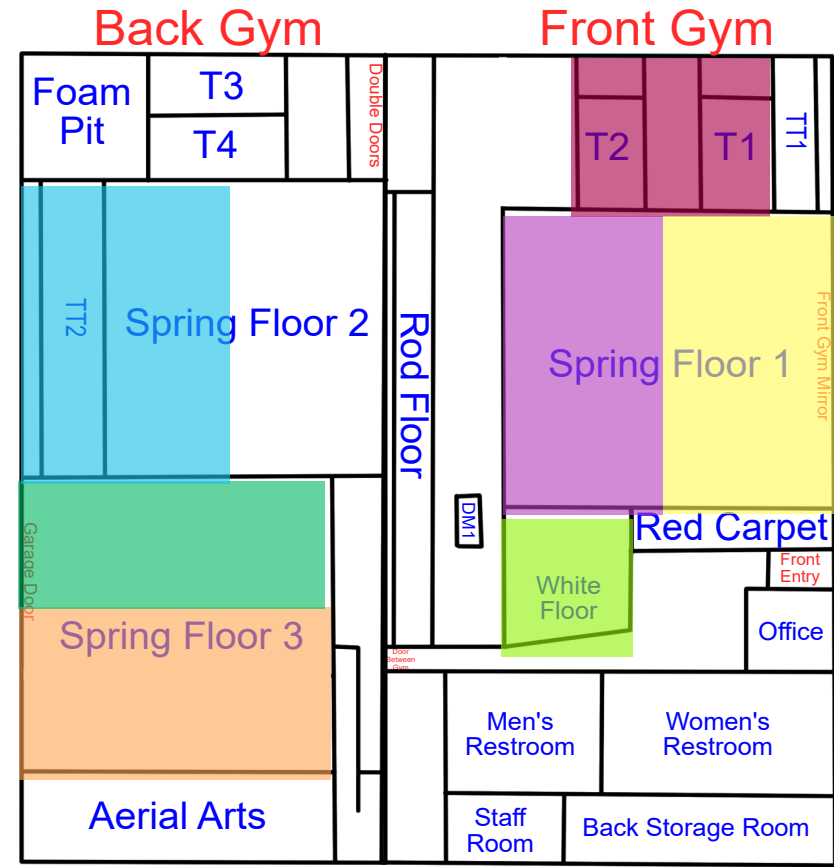 Back Gym
Front Gym
Foam
Pit
T3
T4
Double Doors
T2
T1
TT1
TT2
Spring Floor 2
Rod Floor
Spring Floor 1
Front Gym Mirror
DM1
Red Carpet
Garage Door
White
Floor
Front
Entry
Spring Floor 3
Office
Door
Between
Gym
Men's
Restroom
Women's
Restroom
Aerial Arts
Staff
Room
Back Storage Room